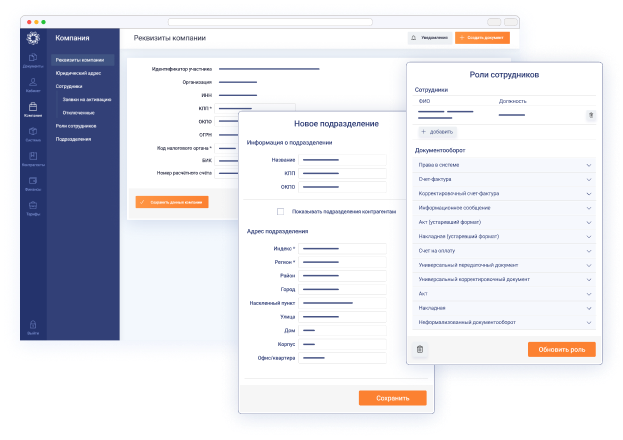 Компания
Реквизиты компании
Уведомления
Создать документ
Документы
Кабинет
Компания
Система
Контрагенты
Финансы
Тарифы
Выйти
Реквизиты компании
Юридический адрес
Сотрудники
Заявки на активацию
Отключенные
Роли сотрудников
Подразделения
Идентификатор участника
Организация
ИНН
КПП *
ОКПО
ОГРН
Код налогового органа *
БИК
Номер расчётного счёта
Сохранить данные компании
Новое подразделение
Информация о подразделении
Название
КПП
ОКПО
Показывать подразделения контрагентам
Адрес подразделения
Индекс *
Регион *
Район
Город
Населенный пункт
Улица
Дом
Корпус
Офис/квартира
Сохранить
Роли сотрудников
Сотрудники
ФИО Должность
+ добавить
Документооборот
Права в системе
Счет-фактура
Корректировочный счет-фактура
Информационное сообщение
Акт (устаревший формат)
Накладная (устаревший формат)
Счет на оплату
Универсальный передаточный документ
Универсальный корректировочный документ
Акт
Накладная
Неформализованный документооборот
Обновить роль